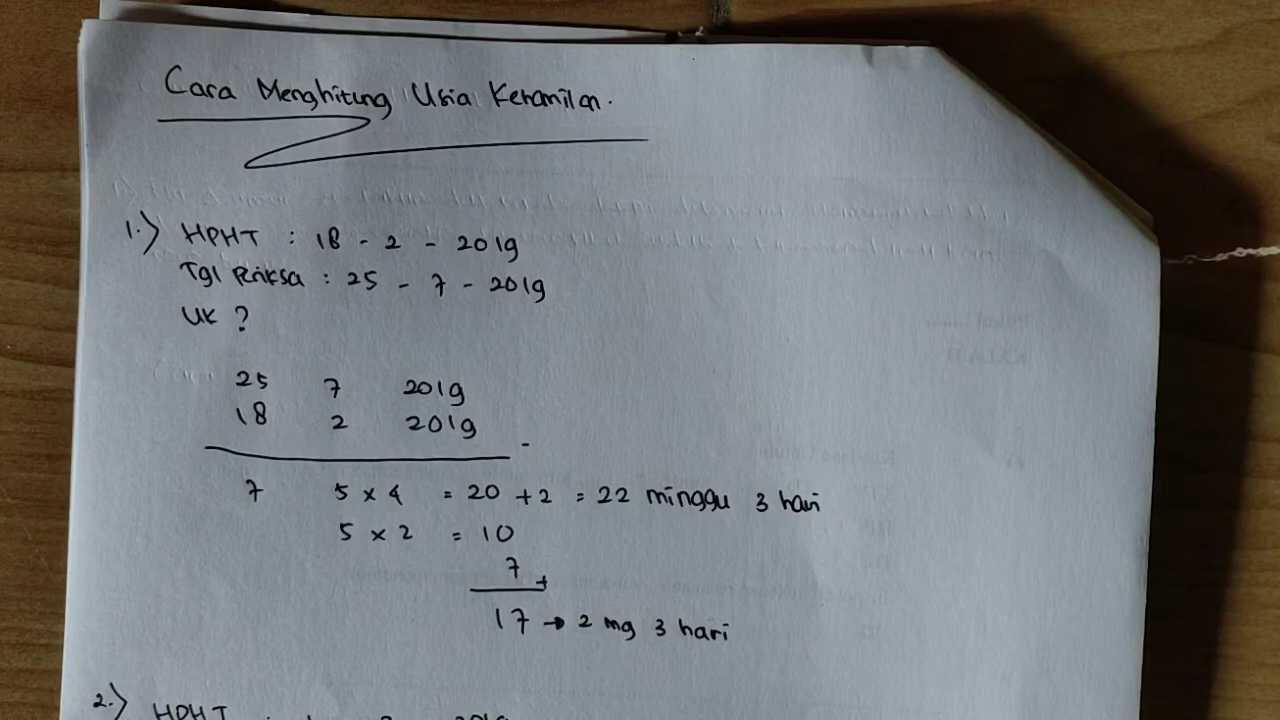 Cara Menghitung Usia Kehamilan.
1.) HPHT : 18 - 2 - 2019
Tgl Periksa : 25 - 7 - 2019
UK ?
25 7 2019
18 2 2019 -
7 5 x 4 = 20 + 2 = 22 minggu 3 hari
5 x 2 = 10
7 +
17 → 2 mg 3 hari
2.) HPHT